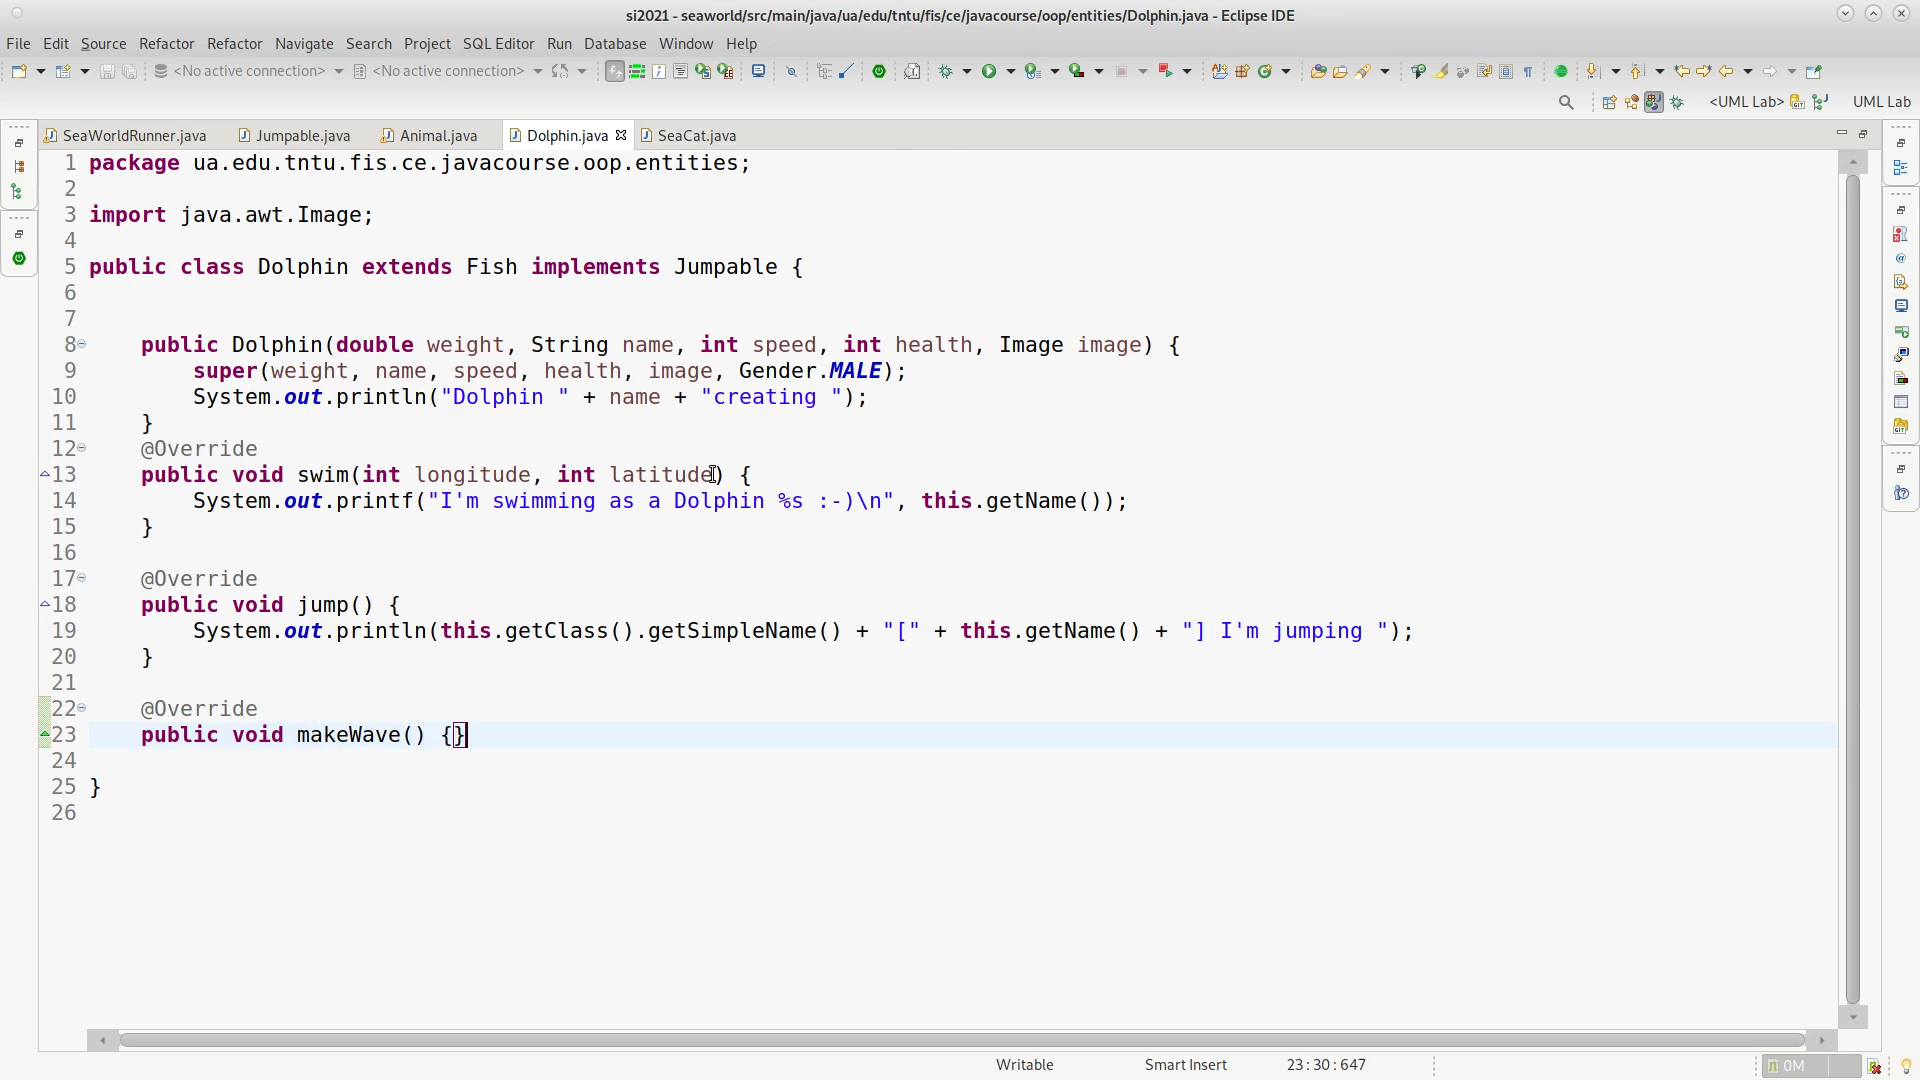 si2021 - seaworld/src/main/java/ua/edu/tntu/fis/ce/javacourse/oop/entities/Dolphin.java - Eclipse IDE
File Edit Source Refactor Refactor Navigate Search Project SQL Editor Run Database Window Help
<No active connection> <No active connection>
<UML Lab> UML Lab
SeaWorldRunner.java Jumpable.java Animal.java Dolphin.java SeaCat.java
1 package ua.edu.tntu.fis.ce.javacourse.oop.entities;
2
3 import java.awt.Image;
4
5 public class Dolphin extends Fish implements Jumpable {
6
7
8     public Dolphin(double weight, String name, int speed, int health, Image image) {
9         super(weight, name, speed, health, image, Gender.MALE);
10         System.out.println("Dolphin " + name + "creating ");
11     }
12     @Override
13     public void swim(int longitude, int latitude) {
14         System.out.printf("I'm swimming as a Dolphin %s :-)\n", this.getName());
15     }
16
17     @Override
18     public void jump() {
19         System.out.println(this.getClass().getSimpleName() + "[" + this.getName() + "] I'm jumping ");
20     }
21
22     @Override
23     public void makeWave() {}
24
25 }
26
Writable Smart Insert 23:30:647 0M